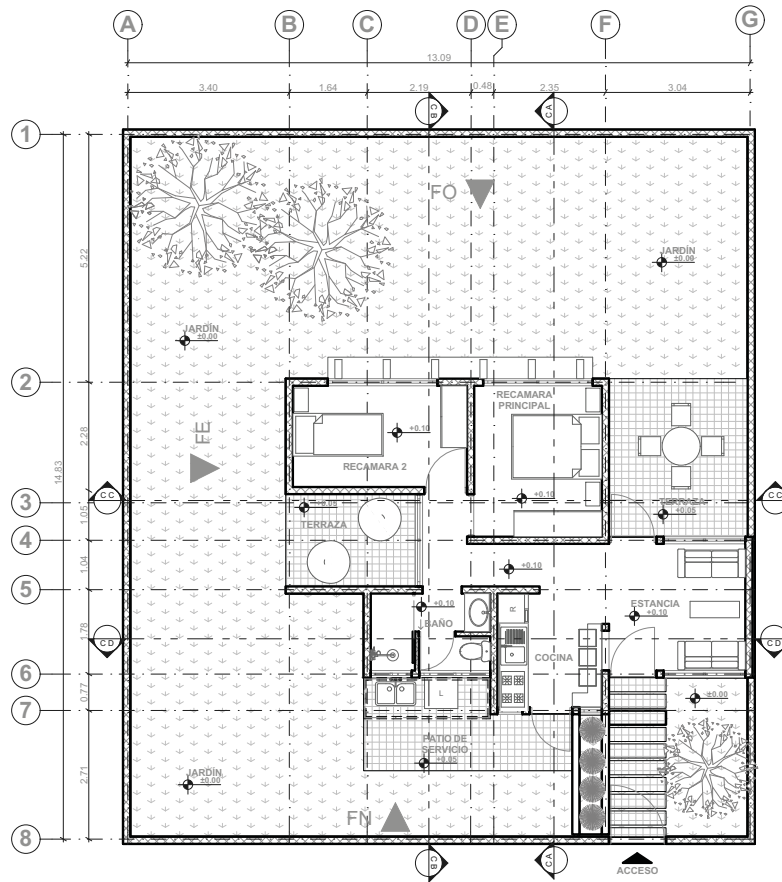 A B C D E F G
13.09
3.40 1.64 2.19 0.48 2.35 3.04
CB CA
1
2
3
4
5
6
7
8
14.83
5.22
2.28
1.05
1.04
1.78
0.77
2.71
FO
JARDÍN
±0.00
JARDÍN
±0.00
RECAMARA
PRINCIPAL
+0.10
RECAMARA 2
FE
CC
CC
+0.10
+0.05
TERRAZA
TERRAZA
+0.05
+0.10
+0.10
BAÑO
ESTANCIA
+0.10
R
CD
CD
COCINA
L
±0.00
PATIO DE
SERVICIO
+0.05
JARDÍN
±0.00
FN
CB CA
ACCESO